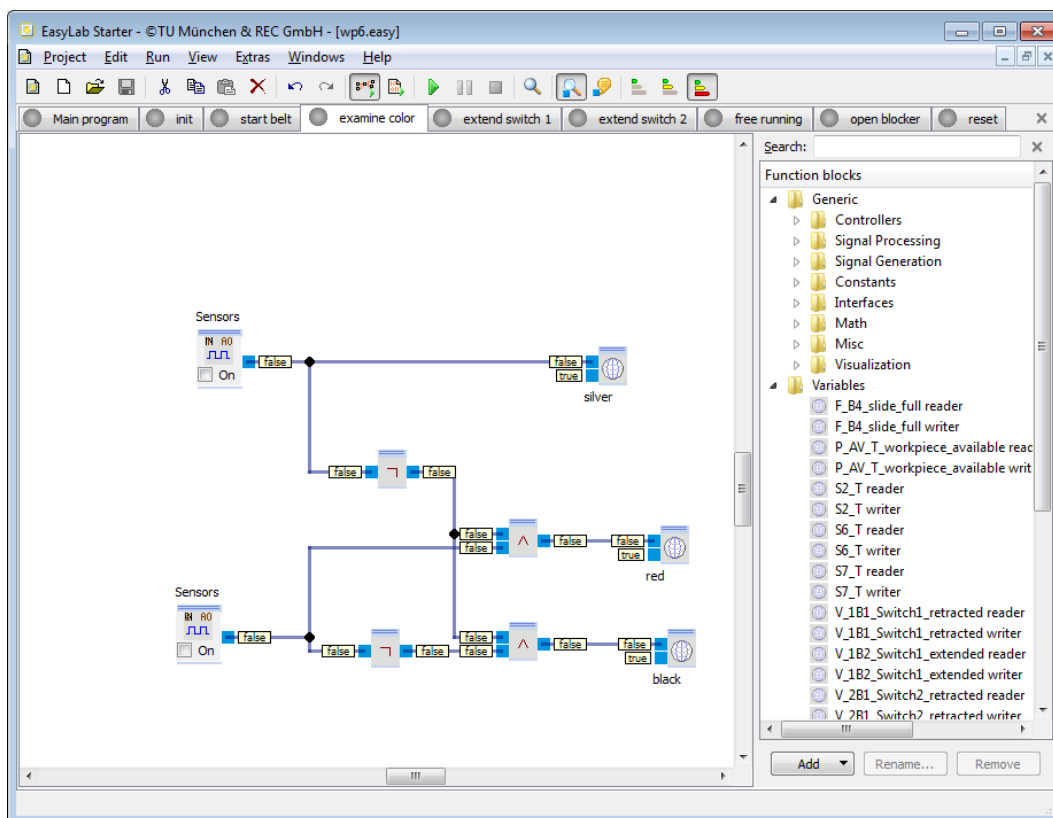 EasyLab Starter - ©TU München & REC GmbH - [wp6.easy]
Project Edit Run View Extras Windows Help
Main program init start belt examine color extend switch 1 extend switch 2 free running open blocker reset
Search:
Function blocks
Generic
Controllers
Signal Processing
Signal Generation
Constants
Interfaces
Math
Misc
Visualization
Variables
F_B4_slide_full reader
F_B4_slide_full writer
P_AV_T_workpiece_available reac
P_AV_T_workpiece_available writ
S2_T reader
S2_T writer
S6_T reader
S6_T writer
S7_T reader
S7_T writer
V_1B1_Switch1_retracted reader
V_1B1_Switch1_retracted writer
V_1B2_Switch1_extended reader
V_1B2_Switch1_extended writer
V_2B1_Switch2_retracted reader
V_2B1_Switch2_retracted writer
Add Rename... Remove
Sensors
IN A0
On
false false
true
silver
false ¬ false
false ∧ false false
false true
red
Sensors
IN A0
On
false
false ¬ false
false ∧ false false
false true
black